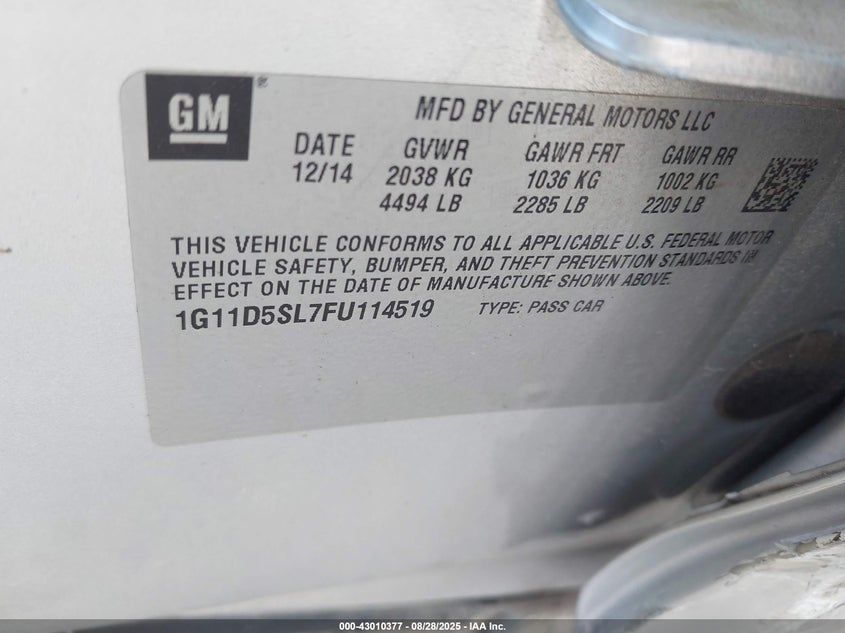 GM®
MFD BY GENERAL MOTORS LLC
DATE GVWR GAWR FRT GAWR RR
12/14 2038 KG 1036 KG 1002 KG
4494 LB 2285 LB 2209 LB
THIS VEHICLE CONFORMS TO ALL APPLICABLE U.S. FEDERAL MOTOR
VEHICLE SAFETY, BUMPER, AND THEFT PREVENTION STANDARDS IN
EFFECT ON THE DATE OF MANUFACTURE SHOWN ABOVE.
1G11D5SL7FU114519 TYPE: PASS CAR
000-43010377 - 08/28/2025 - IAA Inc.